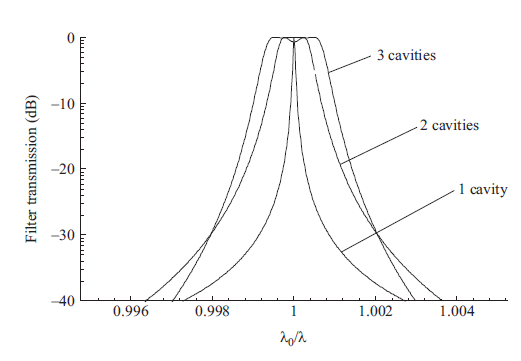 Filter transmission (dB)
0
−10
−20
−30
−40
3 cavities
2 cavities
1 cavity
0.996
0.998
1
1.002
1.004
λ0/λ